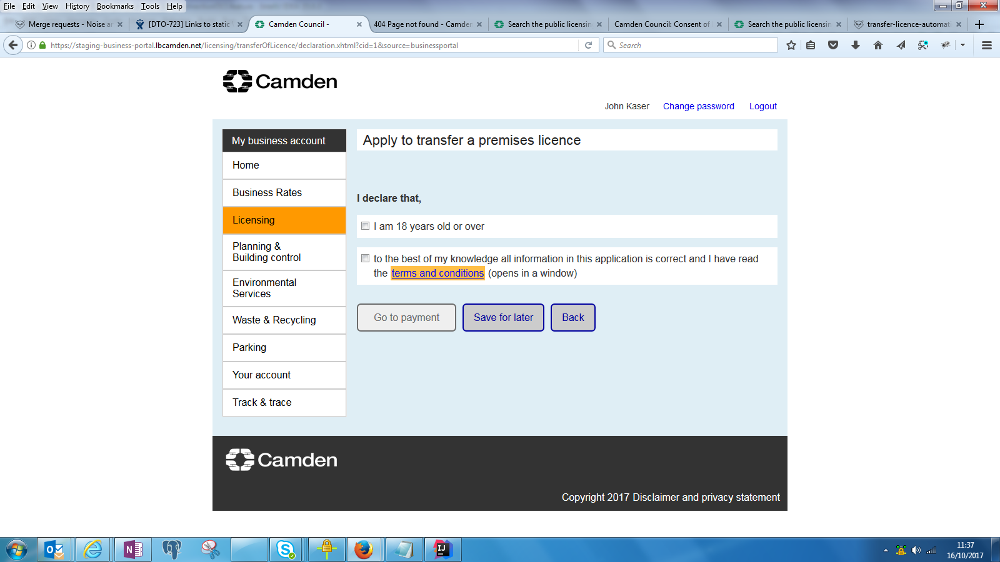 File Edit View History Bookmarks Tools Help
Merge requests - Noise ar
[DTO-723] Links to static
Camden Council -
404 Page not found - Camden
Search the public licensing
Camden Council: Consent of
Search the public licensing
transfer-licence-automati
https://staging-business-portal.lbcamden.net/licensing/transferOfLicence/declaration.xhtml?cid=1&source=businessportal
Search
Camden
John Kaser Change password Logout
My business account
Home
Business Rates
Licensing
Planning &
Building control
Environmental
Services
Waste & Recycling
Parking
Your account
Track & trace
Apply to transfer a premises licence
I declare that,
I am 18 years old or over
to the best of my knowledge all information in this application is correct and I have read
the terms and conditions (opens in a window)
Go to payment Save for later Back
Camden
Copyright 2017 Disclaimer and privacy statement
11:37
16/10/2017